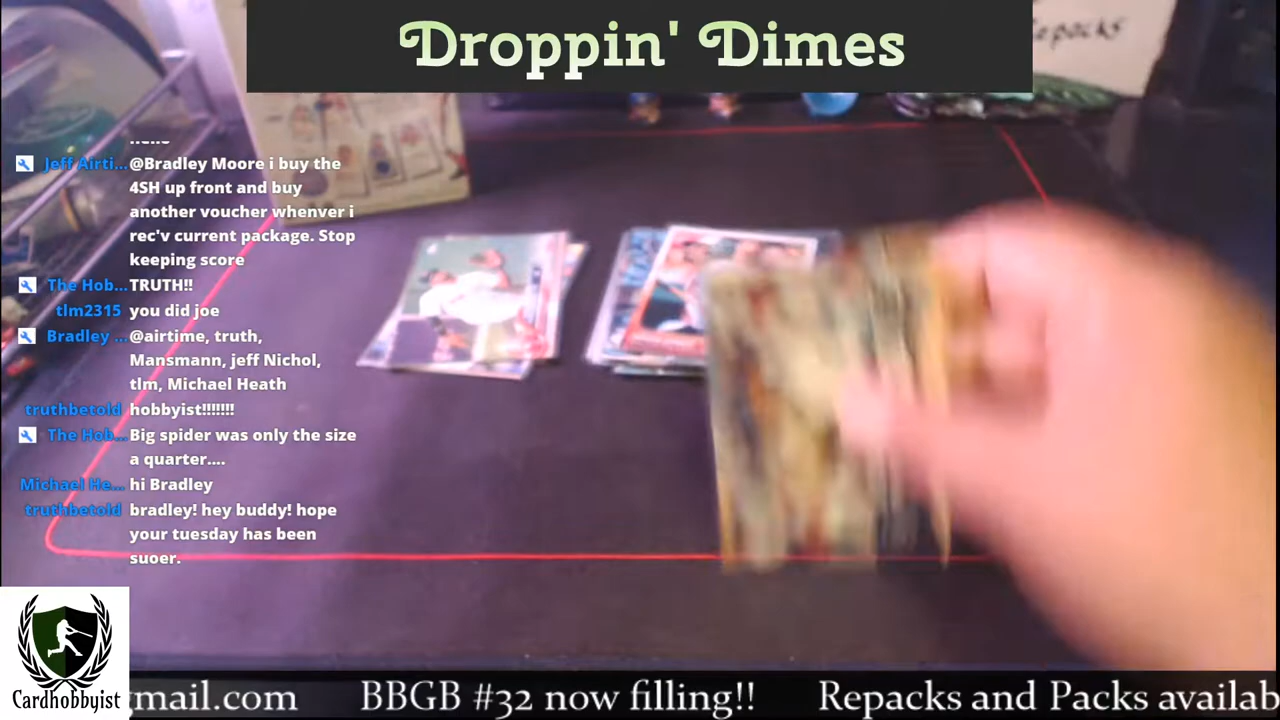 Droppin' Dimes
epacks
Jeff Airti... @Bradley Moore i buy the
4SH up front and buy
another voucher whenver i
rec'v current package. Stop
keeping score
The Hob... TRUTH!!
tlm2315 you did joe
Bradley ... @airtime, truth,
Mansmann, jeff Nichol,
tlm, Michael Heath
truthbetold hobbyist!!!!!!!
The Hob... Big spider was only the size
a quarter....
Michael He... hi Bradley
truthbetold bradley! hey buddy! hope
your tuesday has been
suoer.
Cardhobbyist
gmail.com BBGB #32 now filling!! Repacks and Packs availab